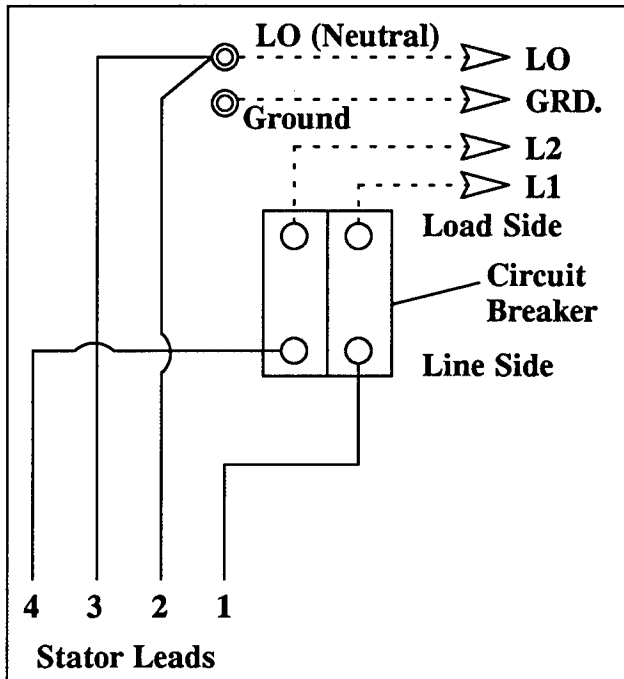 LO (Neutral)
LO
GRD.
Ground
L2
L1
Load Side
Circuit
Breaker
Line Side
4 3 2 1
Stator Leads